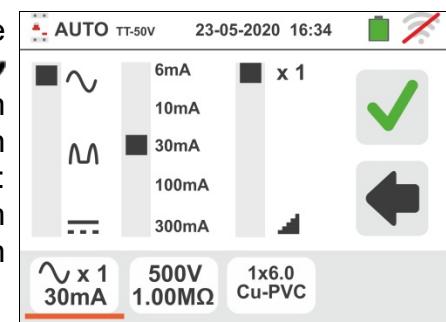 e
n
n
:
n
n
AUTO TT-50V 23-05-2020 16:34
6mA
10mA
30mA
100mA
300mA
x 1
x 1
30mA
500V
1.00MΩ
1x6.0
Cu-PVC